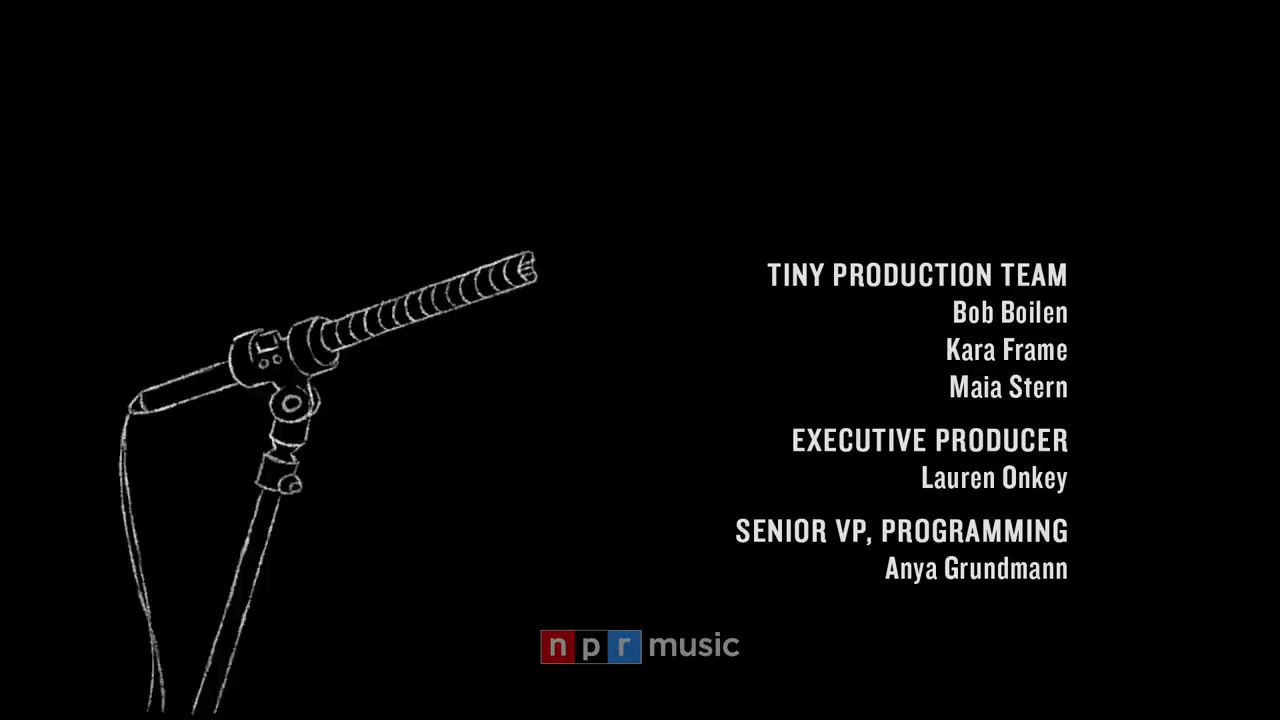 TINY PRODUCTION TEAM
Bob Boilen
Kara Frame
Maia Stern
EXECUTIVE PRODUCER
Lauren Onkey
SENIOR VP, PROGRAMMING
Anya Grundmann
npr music